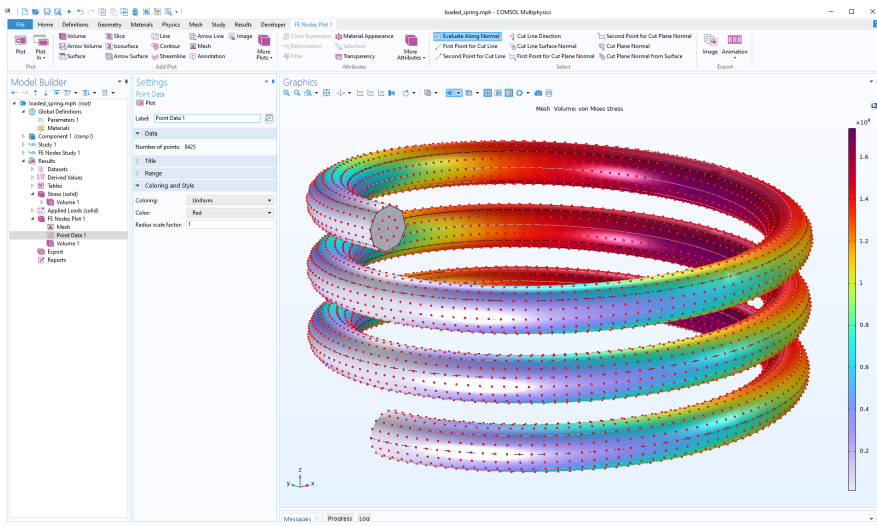 loaded_spring.mph - COMSOL Multiphysics
File Home Definitions Geometry Materials Physics Mesh Study Results Developer FE Nodes Plot 1
Volume Slice Line Arrow Line Image Color Expression Material Appearance Evaluate Along Normal Cut Line Direction Second Point for Cut Plane Normal
Plot Plot In Arrow Volume Isosurface Contour Mesh More Plots Deformation Selection More Attributes First Point for Cut Line Cut Line Surface Normal Cut Plane Normal Image Animation
Surface Arrow Surface Streamline Annotation Filter Transparency Second Point for Cut Line First Point for Cut Plane Normal Cut Plane Normal from Surface
Plot Add Plot Attributes Select Export
Model Builder
loaded_spring.mph (root)
Global Definitions
Parameters 1
Materials
Component 1 (comp1)
Study 1
FE Nodes Study 1
Results
Datasets
Derived Values
Tables
Stress (solid)
Volume 1
Applied Loads (solid)
FE Nodes Plot 1
Mesh
Point Data 1
Volume 1
Export
Reports
Settings
Point Data
Plot
Label: Point Data 1
Data
Number of points: 8425
Title
Range
Coloring and Style
Coloring: Uniform
Color: Red
Radius scale factor: 1
Graphics
Mesh Volume: von Mises stress
×10⁸
1.6
1.4
1.2
1
0.8
0.6
0.4
0.2
z
y x
Messages × Progress Log